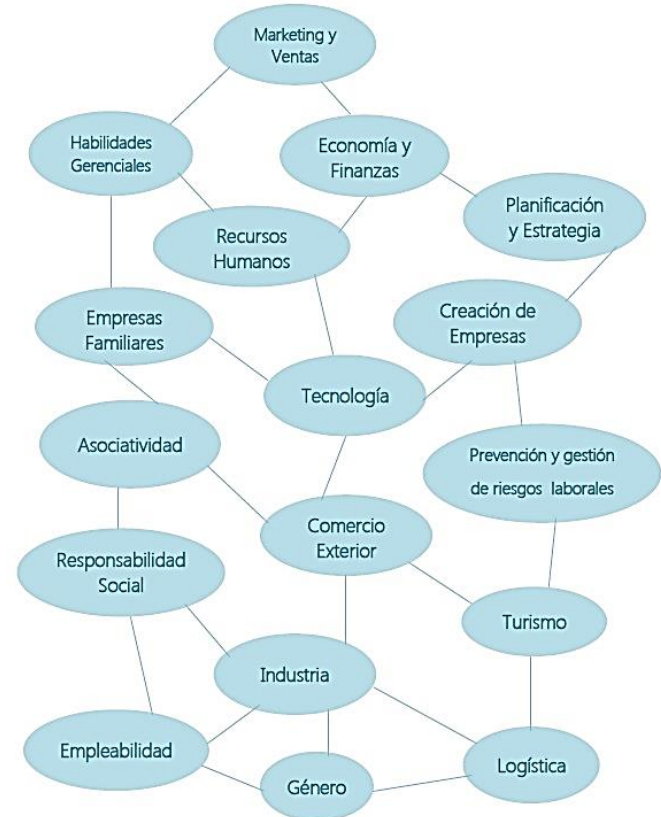 Marketing y
Ventas
Habilidades
Gerenciales
Economía y
Finanzas
Planificación
y Estrategia
Recursos
Humanos
Empresas
Familiares
Creación de
Empresas
Tecnología
Asociatividad
Prevención y gestión
de riesgos laborales
Comercio
Exterior
Responsabilidad
Social
Turismo
Industria
Empleabilidad
Género
Logística